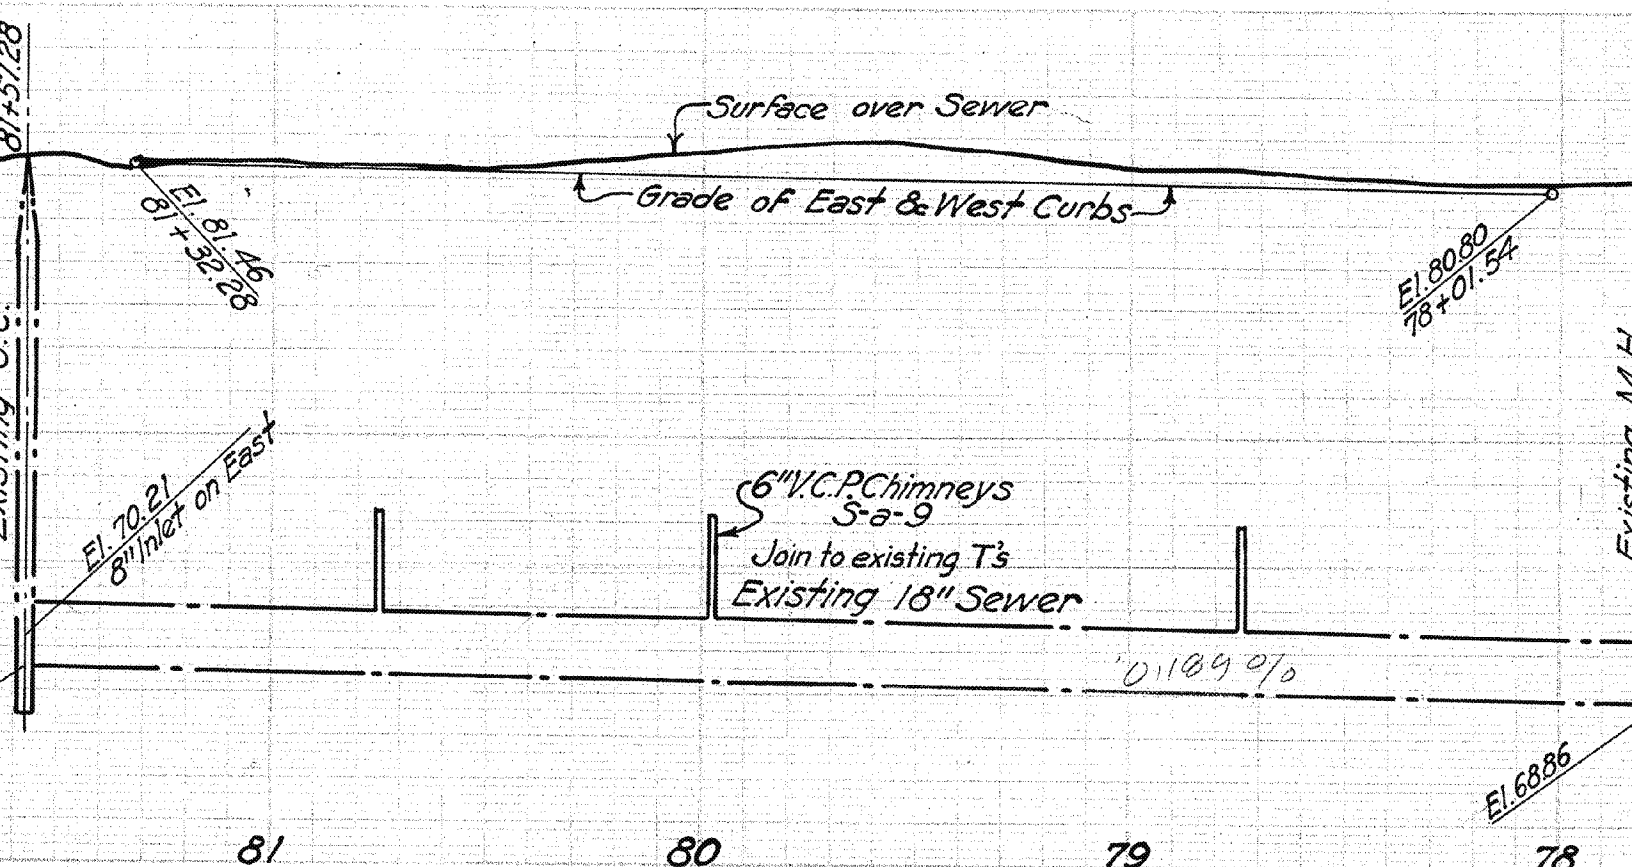 81+57.28
Surface over Sewer
Grade of East & West Curbs
El. 81.46
81+32.28
El. 80.80
78+01.54
Existing
Existing M.H.
El. 70.21
8" Inlet on East
6" V.C.P. Chimneys
S-a-9
Join to existing T's
Existing 18" Sewer
El. 68.86
81
80
79
78